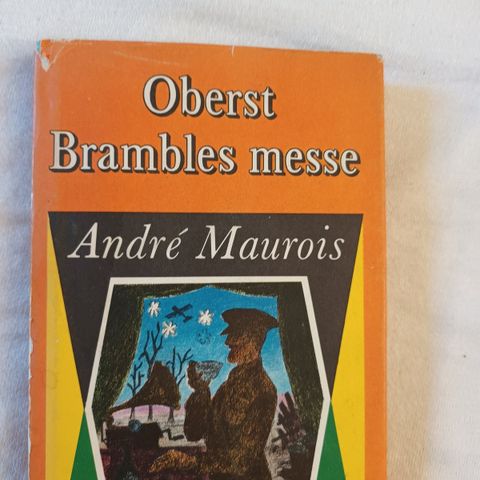 Oberst
Brambles messe
André Maurois